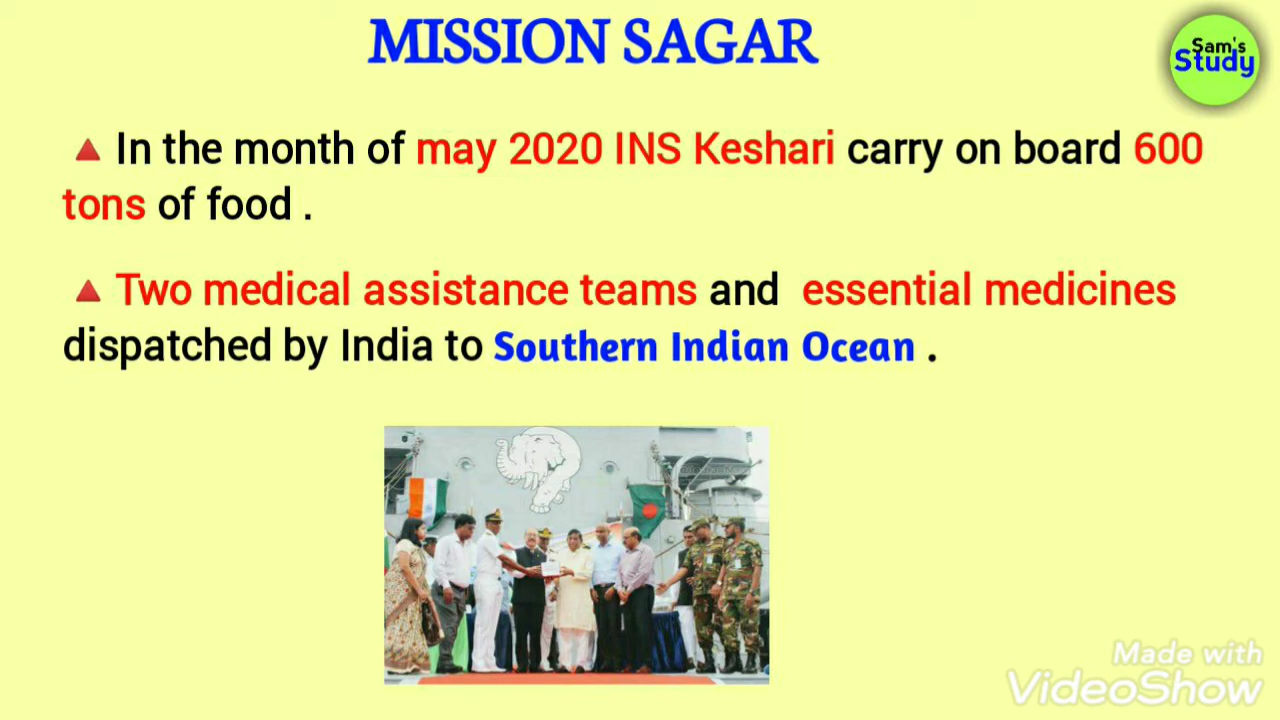 MISSION SAGAR
Sam's
Study
🔺In the month of may 2020 INS Keshari carry on board 600
tons of food .
🔺Two medical assistance teams and essential medicines
dispatched by India to Southern Indian Ocean .
Made with
VideoShow